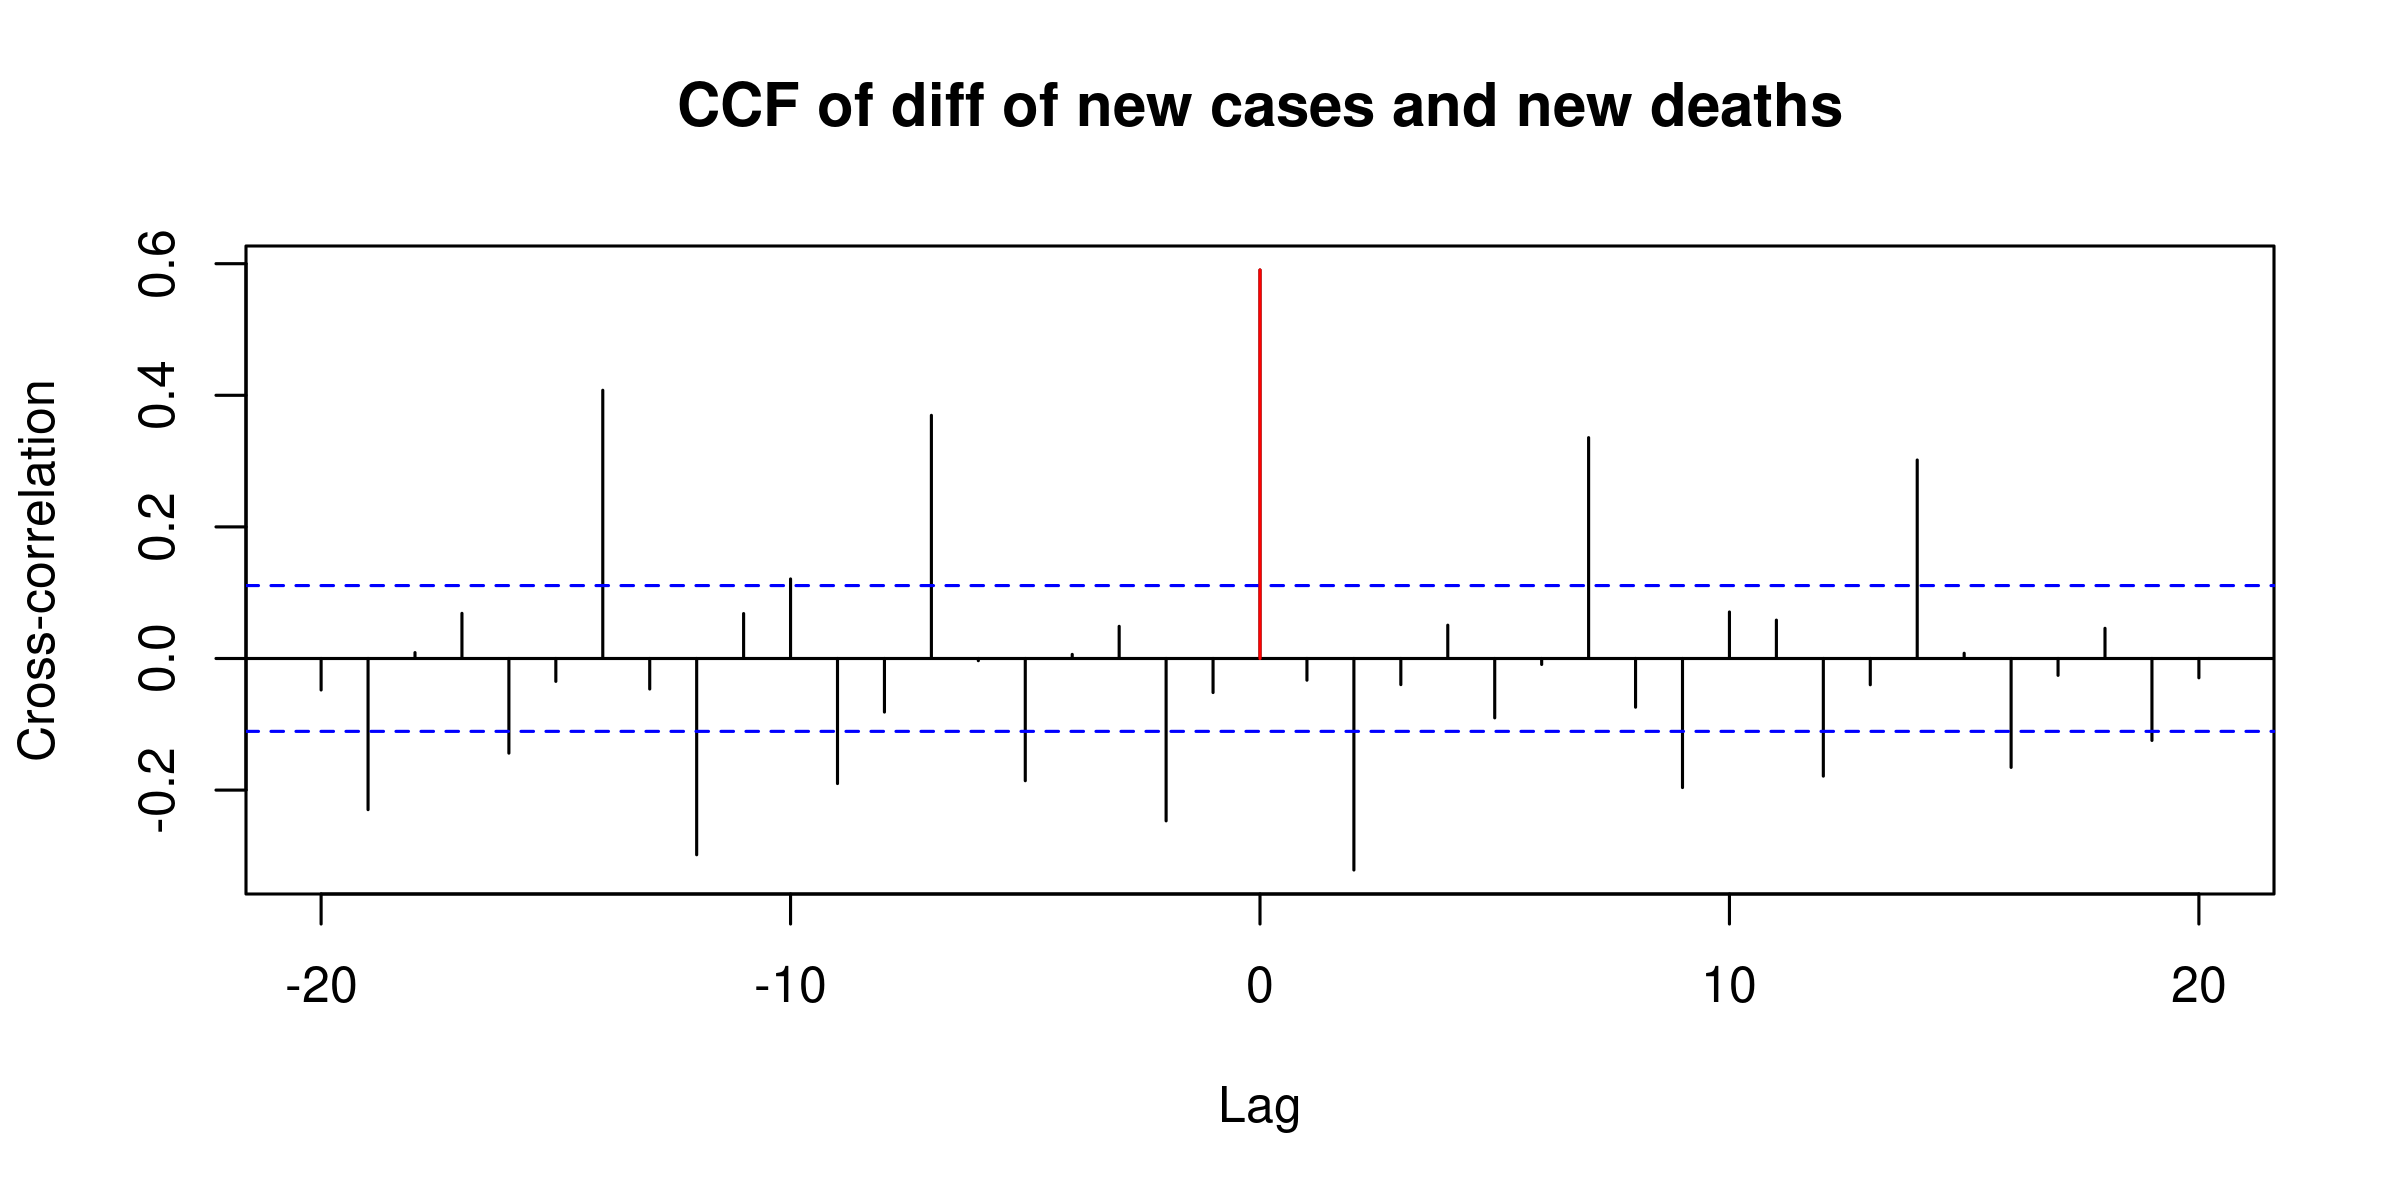 CCF of diff of new cases and new deaths
Cross-correlation
0.6
0.4
0.2
0.0
-0.2
-20 -10 0 10 20
Lag